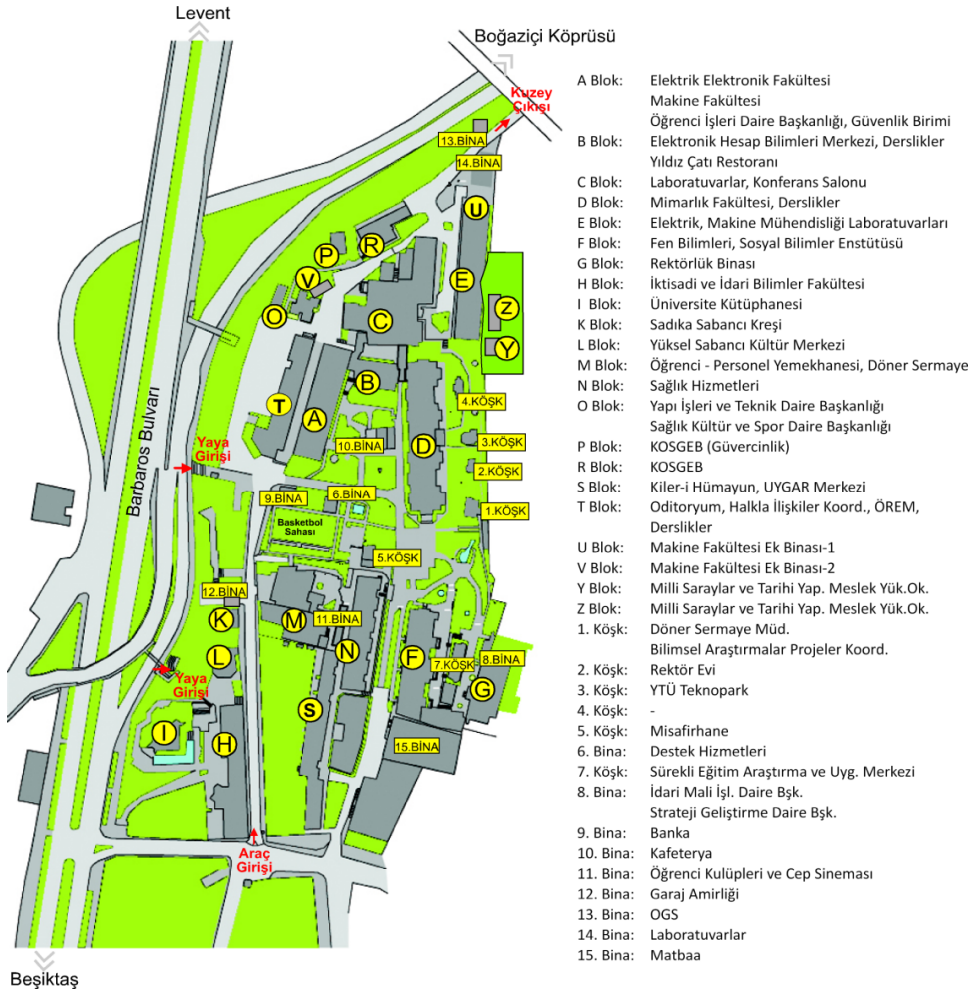 Levent
Boğaziçi Köprüsü
Kuzey
Çıkışı
13.BİNA
14.BİNA
U
R
P
V
E
O
C
Z
Y
B
T
A
4.KÖŞK
D
10.BİNA
3.KÖŞK
Yaya
Girişi
2.KÖŞK
Barbaros Bulvarı
9.BİNA
6.BİNA
1.KÖŞK
Basketbol
Sahası
5.KÖŞK
12.BİNA
K
M
11.BİNA
N
L
F
7.KÖŞK
8.BİNA
Yaya
Girişi
G
S
I
H
15.BİNA
Araç
Girişi
Beşiktaş
A Blok: Elektrik Elektronik Fakültesi
Makine Fakültesi
Öğrenci İşleri Daire Başkanlığı, Güvenlik Birimi
B Blok: Elektronik Hesap Bilimleri Merkezi, Derslikler
Yıldız Çatı Restoranı
C Blok: Laboratuvarlar, Konferans Salonu
D Blok: Mimarlık Fakültesi, Derslikler
E Blok: Elektrik, Makine Mühendisliği Laboratuvarları
F Blok: Fen Bilimleri, Sosyal Bilimler Enstütüsü
G Blok: Rektörlük Binası
H Blok: İktisadi ve İdari Bilimler Fakültesi
I Blok: Üniversite Kütüphanesi
K Blok: Sadıka Sabancı Kreşi
L Blok: Yüksel Sabancı Kültür Merkezi
M Blok: Öğrenci - Personel Yemekhanesi, Döner Sermaye
N Blok: Sağlık Hizmetleri
O Blok: Yapı İşleri ve Teknik Daire Başkanlığı
Sağlık Kültür ve Spor Daire Başkanlığı
P Blok: KOSGEB (Güvercinlik)
R Blok: KOSGEB
S Blok: Kiler-i Hümayun, UYGAR Merkezi
T Blok: Oditoryum, Halkla İlişkiler Koord., ÖREM,
Derslikler
U Blok: Makine Fakültesi Ek Binası-1
V Blok: Makine Fakültesi Ek Binası-2
Y Blok: Milli Saraylar ve Tarihi Yap. Meslek Yük.Ok.
Z Blok: Milli Saraylar ve Tarihi Yap. Meslek Yük.Ok.
1. Köşk: Döner Sermaye Müd.
Bilimsel Araştırmalar Projeler Koord.
2. Köşk: Rektör Evi
3. Köşk: YTÜ Teknopark
4. Köşk: -
5. Köşk: Misafirhane
6. Bina: Destek Hizmetleri
7. Köşk: Sürekli Eğitim Araştırma ve Uyg. Merkezi
8. Bina: İdari Mali İşl. Daire Bşk.
Strateji Geliştirme Daire Bşk.
9. Bina: Banka
10. Bina: Kafeterya
11. Bina: Öğrenci Kulüpleri ve Cep Sineması
12. Bina: Garaj Amirliği
13. Bina: OGS
14. Bina: Laboratuvarlar
15. Bina: Matbaa